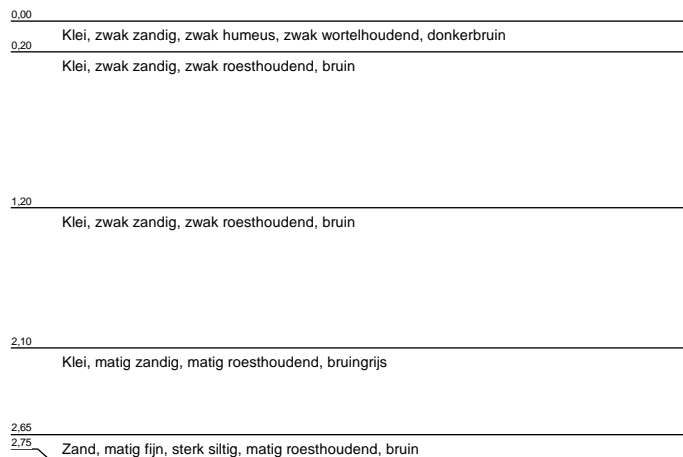 0,00
Klei, zwak zandig, zwak humeus, zwak wortelhoudend, donkerbruin
0,20
Klei, zwak zandig, zwak roesthoudend, bruin
1,20
Klei, zwak zandig, zwak roesthoudend, bruin
2,10
Klei, matig zandig, matig roesthoudend, bruingrijs
2,65
2,75
Zand, matig fijn, sterk siltig, matig roesthoudend, bruin